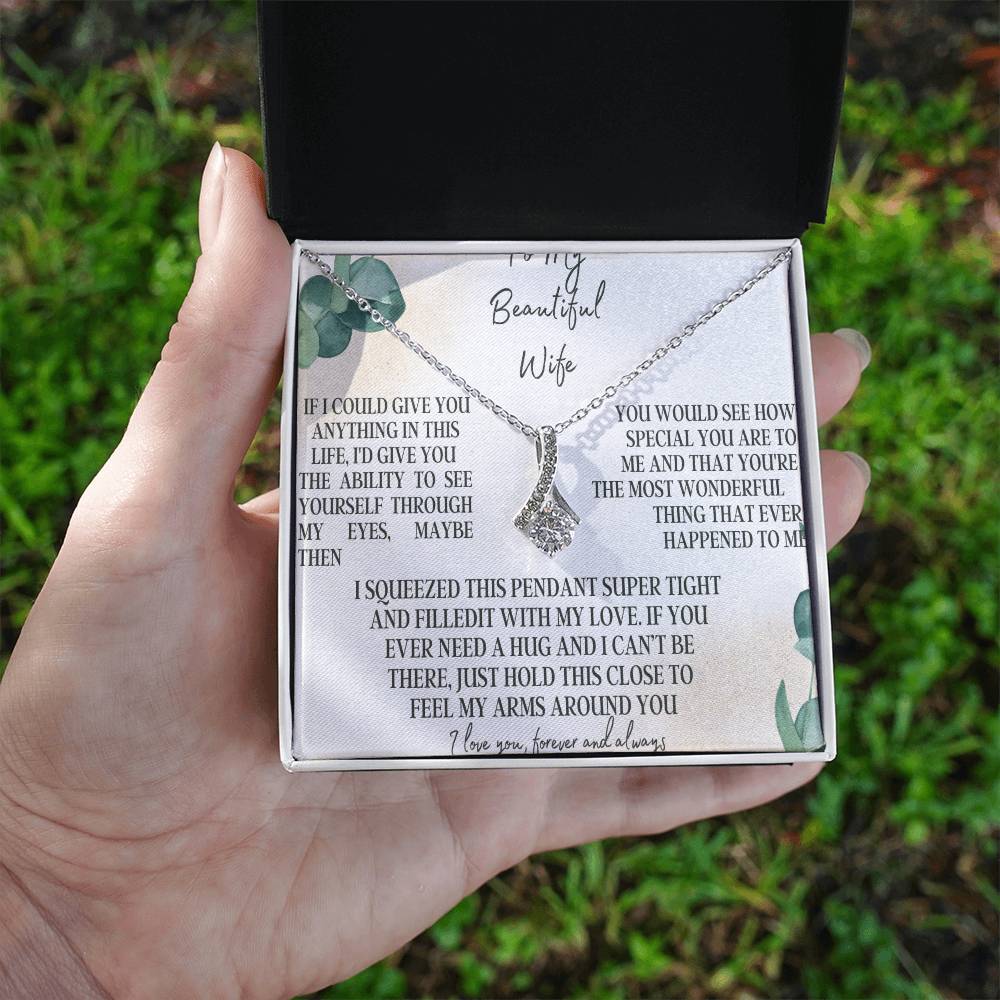 To My
Beautiful
Wife
IF I COULD GIVE YOU
ANYTHING IN THIS
LIFE, I'D GIVE YOU
THE ABILITY TO SEE
YOURSELF THROUGH
MY EYES, MAYBE
THEN
YOU WOULD SEE HOW
SPECIAL YOU ARE TO
ME AND THAT YOU'RE
THE MOST WONDERFUL
THING THAT EVER
HAPPENED TO ME
I SQUEEZED THIS PENDANT SUPER TIGHT
AND FILLEDIT WITH MY LOVE. IF YOU
EVER NEED A HUG AND I CAN'T BE
THERE, JUST HOLD THIS CLOSE TO
FEEL MY ARMS AROUND YOU
I love you, forever and always